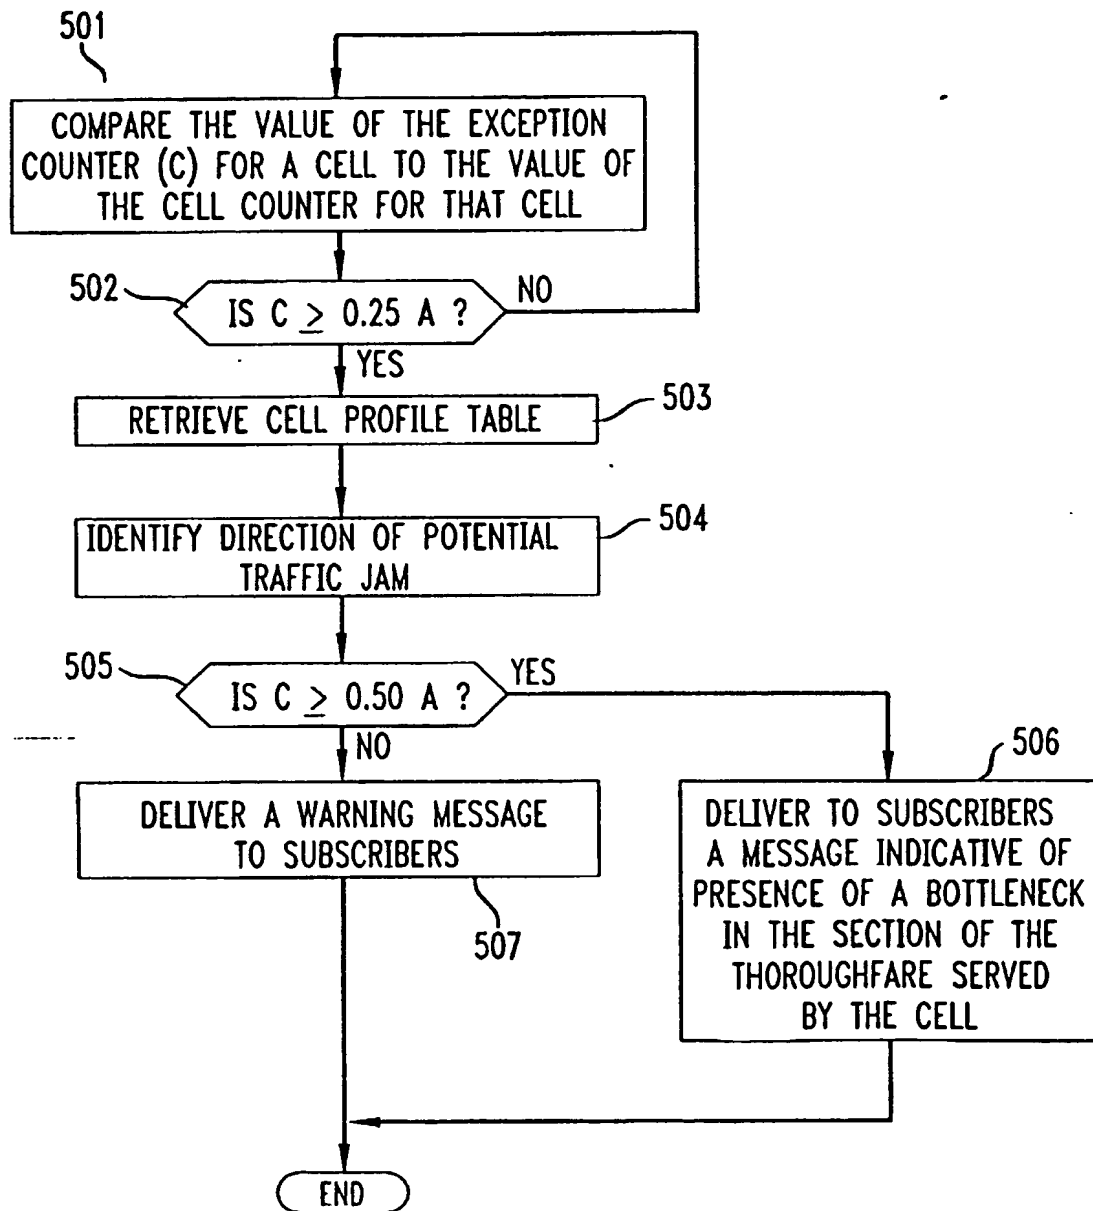 501
COMPARE THE VALUE OF THE EXCEPTION
COUNTER (C) FOR A CELL TO THE VALUE OF
THE CELL COUNTER FOR THAT CELL
502
IS C ≥ 0.25 A ?
NO
YES
RETRIEVE CELL PROFILE TABLE
503
IDENTIFY DIRECTION OF POTENTIAL
TRAFFIC JAM
504
505
IS C ≥ 0.50 A ?
YES
NO
DELIVER A WARNING MESSAGE
TO SUBSCRIBERS
507
506
DELIVER TO SUBSCRIBERS
A MESSAGE INDICATIVE OF
PRESENCE OF A BOTTLENECK
IN THE SECTION OF THE
THOROUGHFARE SERVED
BY THE CELL
END